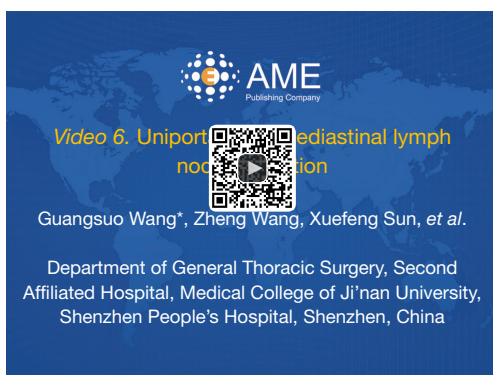 AME
Publishing Company
Video 6. Uniport ediastinal lymph
nod tion
Guangsuo Wang*, Zheng Wang, Xuefeng Sun, et al.
Department of General Thoracic Surgery, Second
Affiliated Hospital, Medical College of Ji'nan University,
Shenzhen People's Hospital, Shenzhen, China